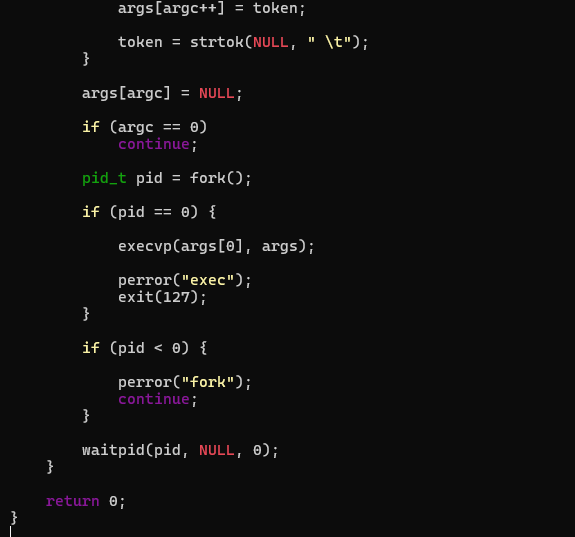 args[argc++] = token;

            token = strtok(NULL, " \t");
        }

        args[argc] = NULL;

        if (argc == 0)
            continue;

        pid_t pid = fork();

        if (pid == 0) {

            execvp(args[0], args);

            perror("exec");
            exit(127);
        }

        if (pid < 0) {

            perror("fork");
            continue;
        }

        waitpid(pid, NULL, 0);
    }

    return 0;
}